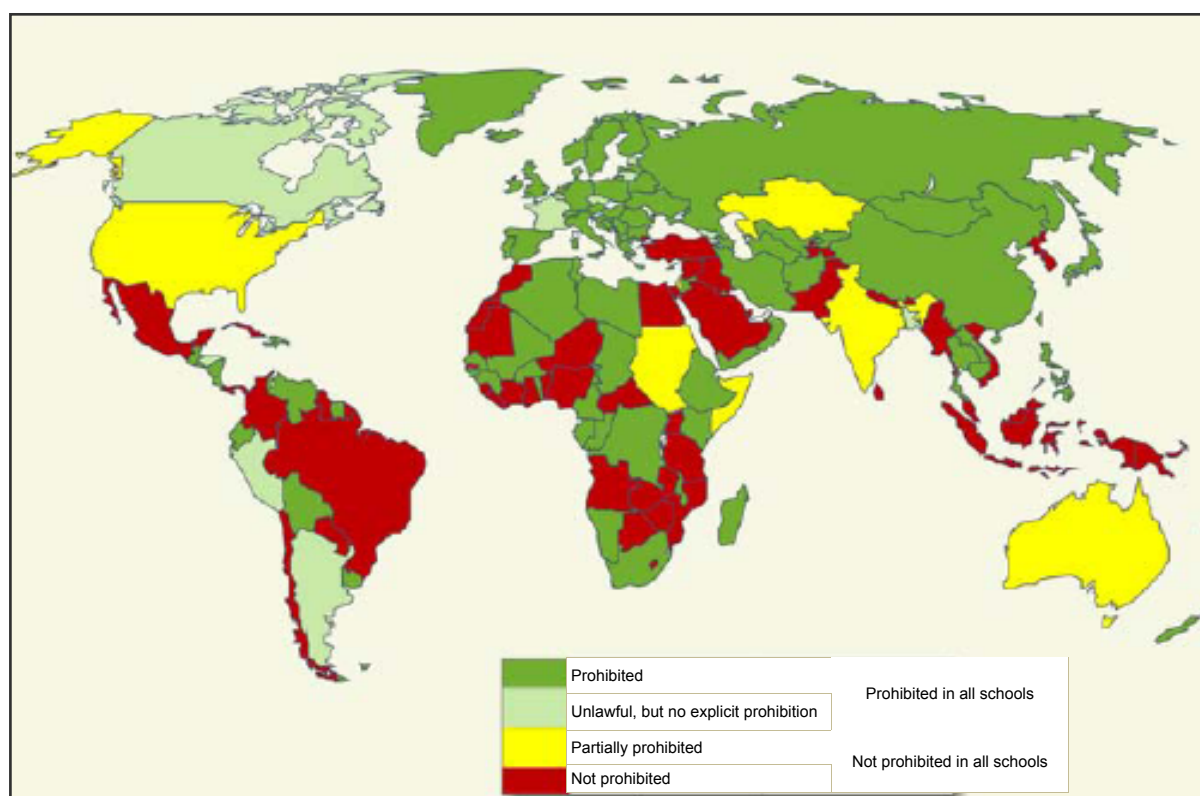 Prohibited
Unlawful, but no explicit prohibition
Prohibited in all schools
Partially prohibited
Not prohibited
Not prohibited in all schools